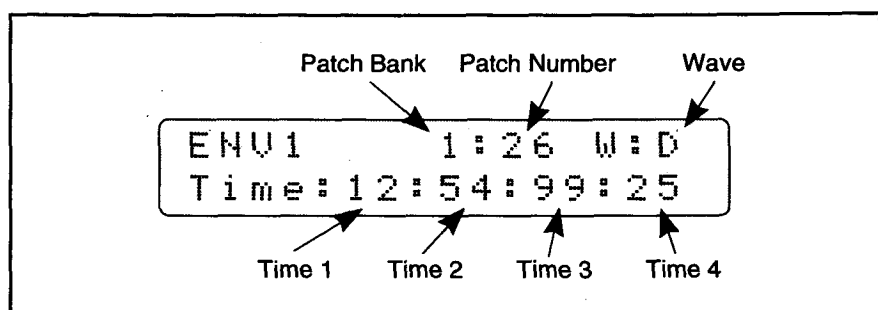 Patch Bank Patch Number Wave
ENV1 1:26 W:D
Time:12:54:99:25
Time 1 Time 2 Time 3 Time 4